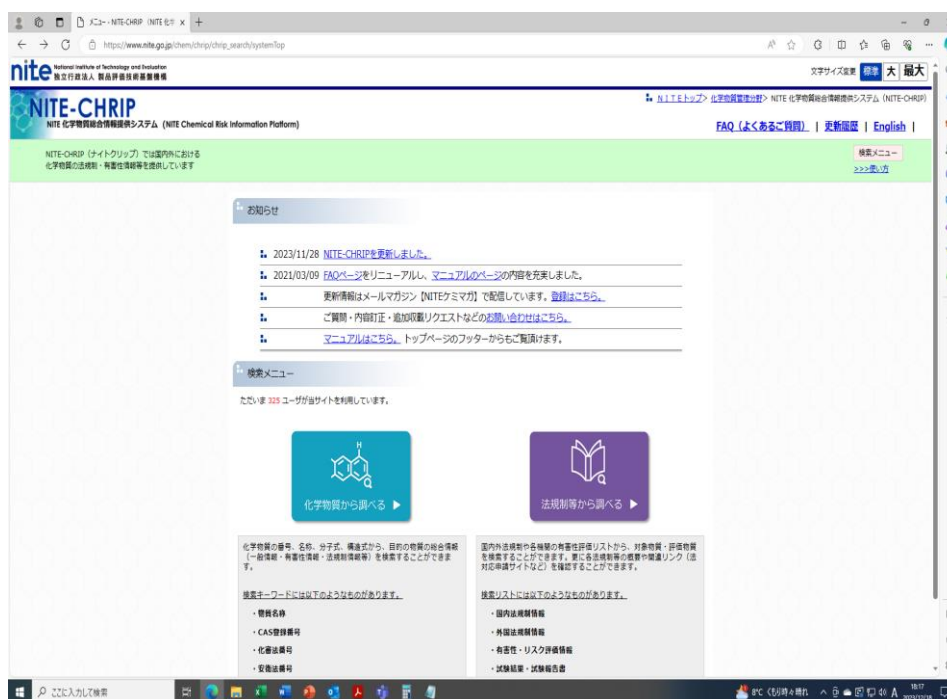 メニュー - NITE-CHRIP（NITE 化
https://www.nite.go.jp/chem/chrip/chrip_search/systemTop
nite
National Institute of Technology and Evaluation
独立行政法人 製品評価技術基盤機構
文字サイズ変更 標準 大 最大
NITE-CHRIP
NITE 化学物質総合情報提供システム （NITE Chemical Risk Information Platform）
ＮＩＴＥトップ> 化学物質管理分野> NITE 化学物質総合情報提供システム（NITE-CHRIP）
FAQ（よくあるご質問） | 更新履歴 | English |
NITE-CHRIP（ナイトクリップ）では国内外における
化学物質の法規制・有害性情報等を提供しています
検索メニュー
>>>使い方
お知らせ
2023/11/28 NITE-CHRIPを更新しました。
2021/03/09 FAQページをリニューアルし、マニュアルのページの内容を充実しました。
更新情報はメールマガジン【NITEケミマガ】で配信しています。登録はこちら。
ご質問・内容訂正・追加収載リクエストなどのお問い合わせはこちら。
マニュアルはこちら。トップページのフッターからもご覧頂けます。
検索メニュー
ただいま 325 ユーザが当サイトを利用しています。
化学物質から調べる ▶
法規制等から調べる ▶
化学物質の番号、名称、分子式、構造式から、目的の物質の総合情報
（一般情報・有害性情報・法規制情報等）を検索することができま
す。
検索キーワードには以下のようなものがあります。
・物質名称
・CAS登録番号
・化審法番号
・安衛法番号
国内外法規制や各機関の有害性評価リストから、対象物質・評価物質
を検索することができます。更に各法規制等の概要や関連リンク（法
対応申請サイトなど）を確認することができます。
検索リストには以下のようなものがあります。
・国内法規制情報
・外国法規制情報
・有害性・リスク評価情報
・試験結果・試験報告書
ここに入力して検索
8°C くもり時々晴れ
A
18:17